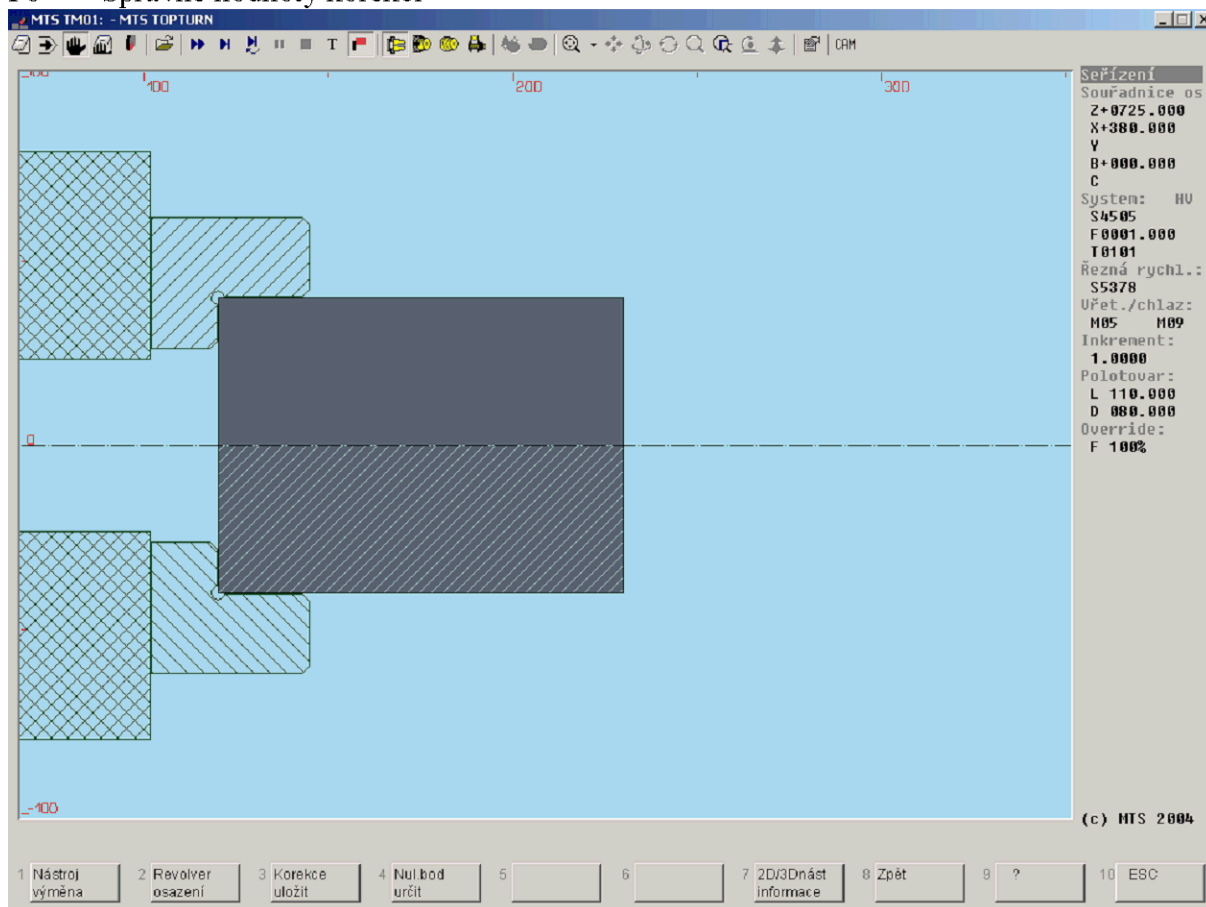 MTS TM01: - MTS TOPTURN
T
CAM
100
200
300
0
-100
Seřízení
Souřadnice os
Z+0725.000
X+380.000
Y
B+000.000
C
System: HV
S4505
F0001.000
T0101
Řezná rychl.:
S5378
Vřet./chlaz:
M05 M09
Inkrement:
1.0000
Polotovar:
L 110.000
D 080.000
Override:
F 100%
(c) MTS 2004
1 Nástroj výměna
2 Revolver osazení
3 Korekce uložit
4 Nul.bod určit
5
6
7 2D/3Dnást informace
8 Zpět
9 ?
10 ESC